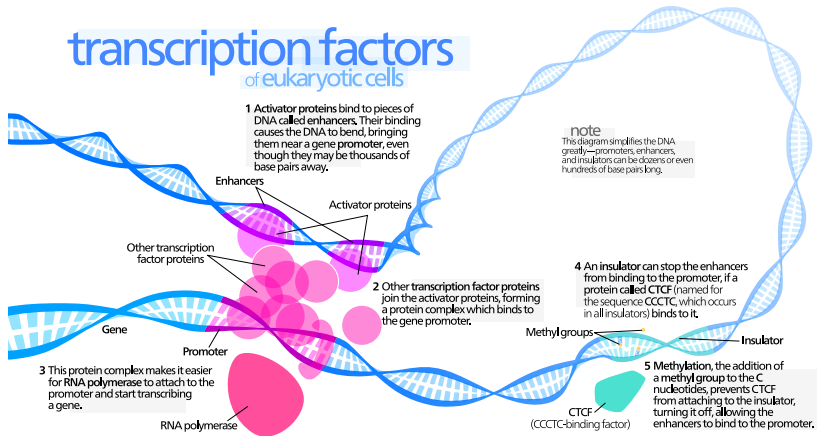 transcription factors
of eukaryotic cells
1 Activator proteins bind to pieces of
DNA called enhancers. Their binding
causes the DNA to bend, bringing
them near a gene promoter, even
though they may be thousands of
base pairs away.
note
This diagram simplifies the DNA
greatly—promoters, enhancers,
and insulators can be dozens or even
hundreds of base pairs long.
Enhancers
Activator proteins
Other transcription
factor proteins
2 Other transcription factor proteins
join the activator proteins, forming
a protein complex which binds to
the gene promoter.
4 An insulator can stop the enhancers
from binding to the promoter, if a
protein called CTCF (named for
the sequence CCCTC, which occurs
in all insulators) binds to it.
Methyl groups
Insulator
Gene
Promoter
3 This protein complex makes it easier
for RNA polymerase to attach to the
promoter and start transcribing
a gene.
RNA polymerase
CTCF
(CCCTC-binding factor)
5 Methylation, the addition of
a methyl group to the C
nucleotides, prevents CTCF
from attaching to the insulator,
turning it off, allowing the
enhancers to bind to the promoter.